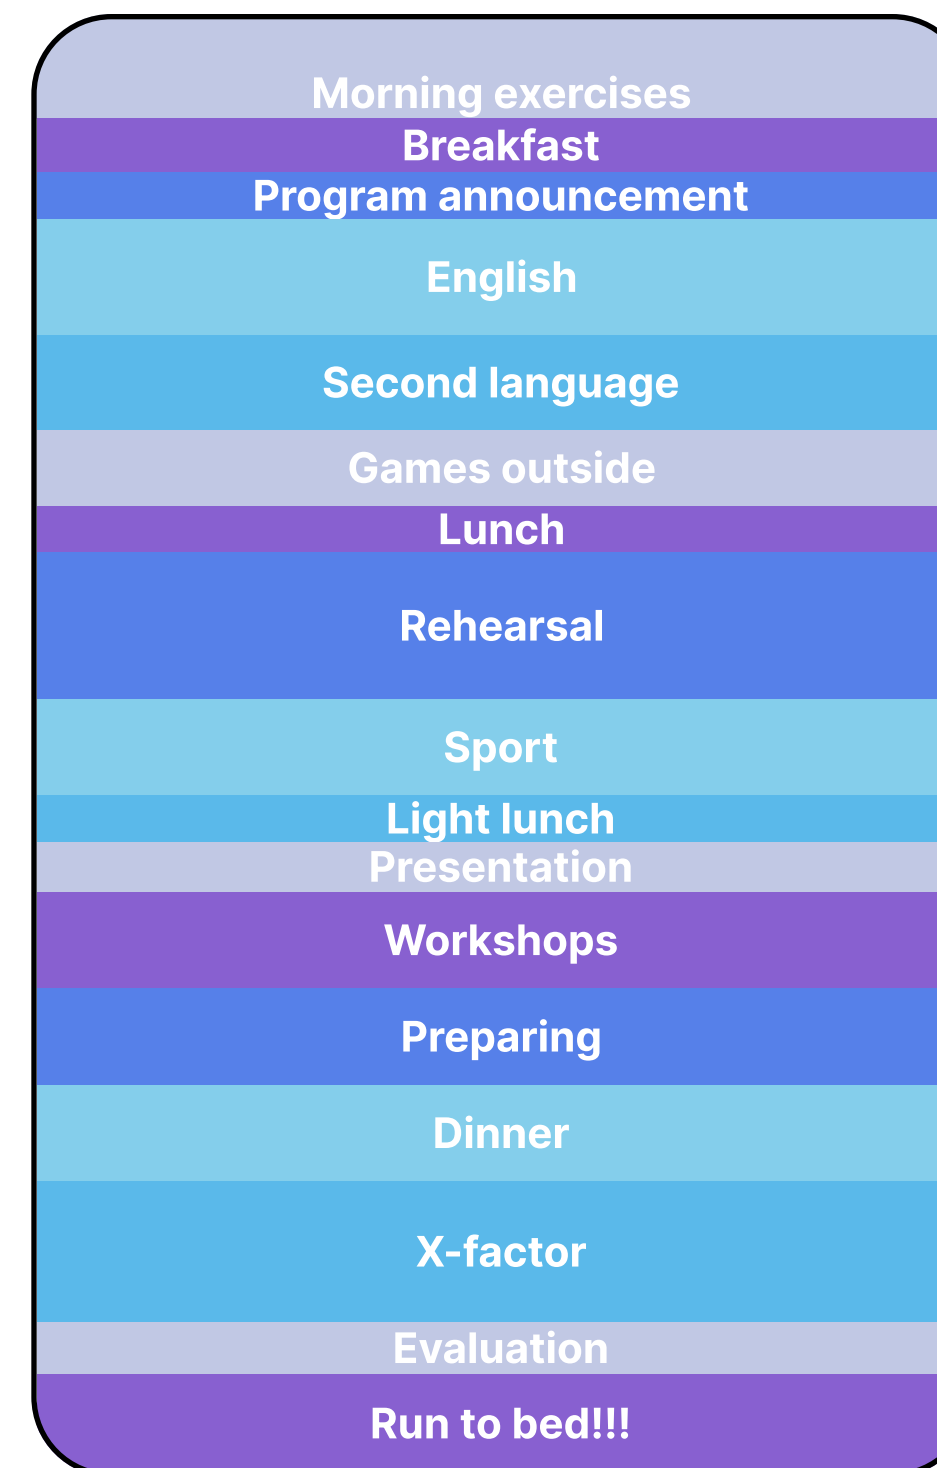 Morning exercises
Breakfast
Program announcement
English
Second language
Games outside
Lunch
Rehearsal
Sport
Light lunch
Presentation
Workshops
Preparing
Dinner
X-factor
Evaluation
Run to bed!!!